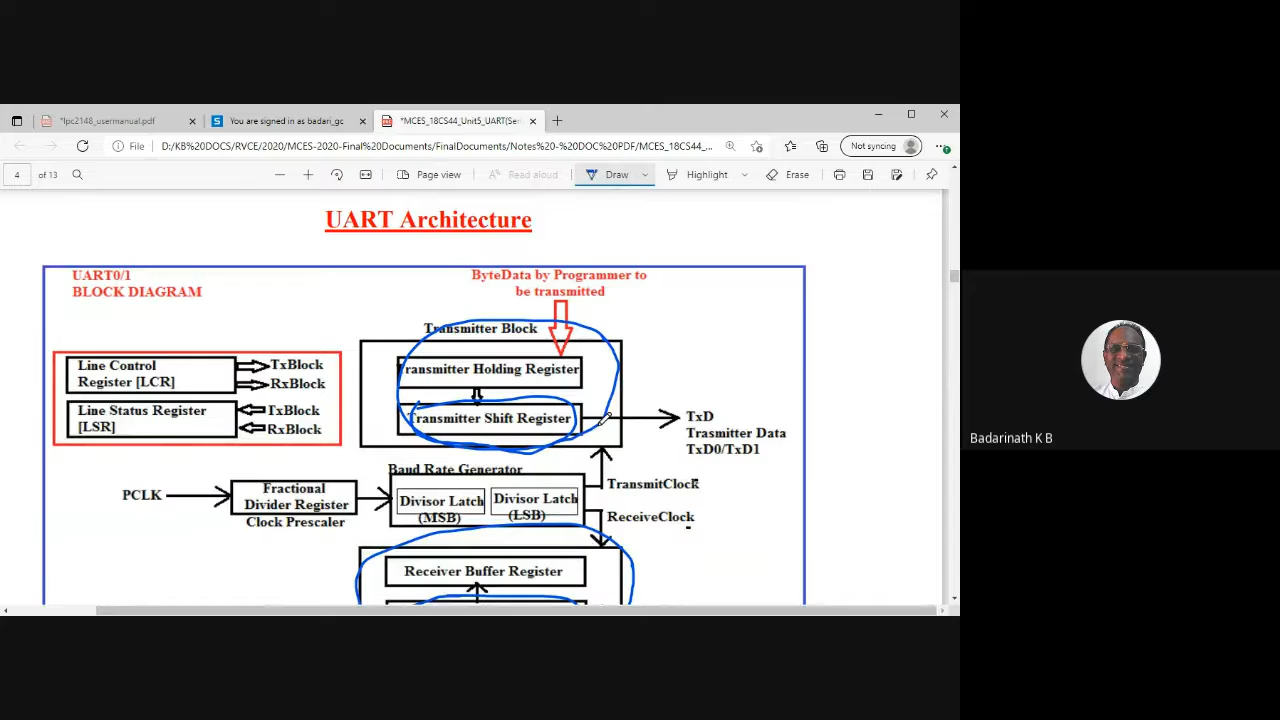 *lpc2148_usermanual.pdf
You are signed in as badari_gc
*MCES_18CS44_Unit5_UART(Ser
File
D:/KB%20DOCS/RVCE/2020/MCES-2020-Final%20Documents/FinalDocuments/Notes%20-%20DOC%20PDF/MCES_18CS44_...
Not syncing
4 of 13
Page view
Read aloud
Draw
Highlight
Erase
UART Architecture
UART0/1
BLOCK DIAGRAM
ByteData by Programmer to
be transmitted
Transmitter Block
Line Control
Register [LCR]
TxBlock
RxBlock
Transmitter Holding Register
Line Status Register
[LSR]
TxBlock
RxBlock
Transmitter Shift Register
TxD
Trasmitter Data
TxD0/TxD1
Baud Rate Generator
PCLK
Fractional
Divider Register
Clock Prescaler
Divisor Latch
(MSB)
Divisor Latch
(LSB)
TransmitClock
ReceiveClock
Receiver Buffer Register
Badarinath K B